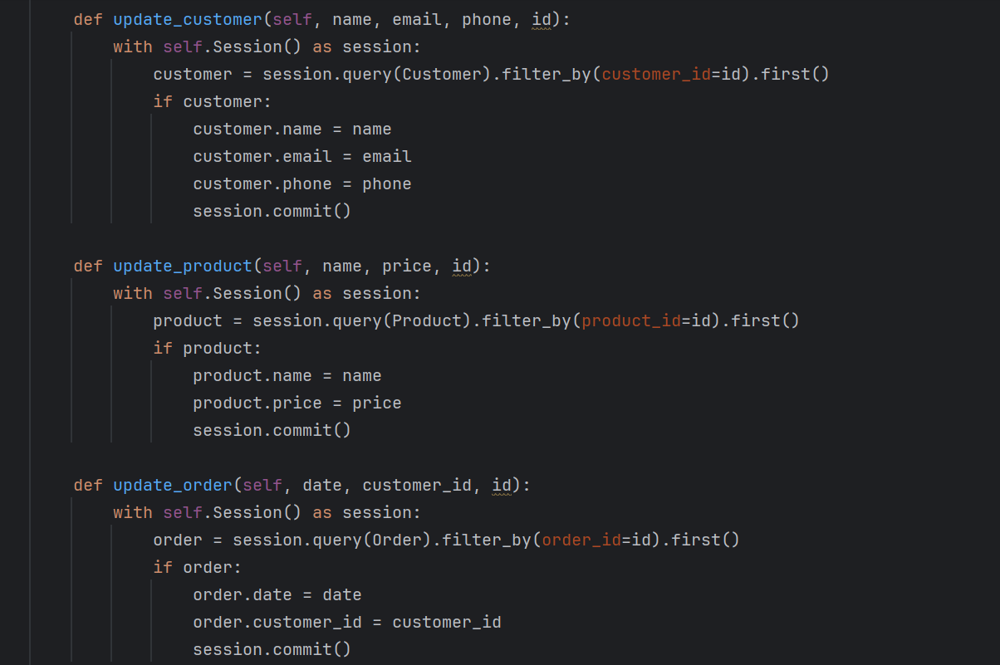 def update_customer(self, name, email, phone, id):
    with self.Session() as session:
        customer = session.query(Customer).filter_by(customer_id=id).first()
        if customer:
            customer.name = name
            customer.email = email
            customer.phone = phone
            session.commit()

def update_product(self, name, price, id):
    with self.Session() as session:
        product = session.query(Product).filter_by(product_id=id).first()
        if product:
            product.name = name
            product.price = price
            session.commit()

def update_order(self, date, customer_id, id):
    with self.Session() as session:
        order = session.query(Order).filter_by(order_id=id).first()
        if order:
            order.date = date
            order.customer_id = customer_id
            session.commit()